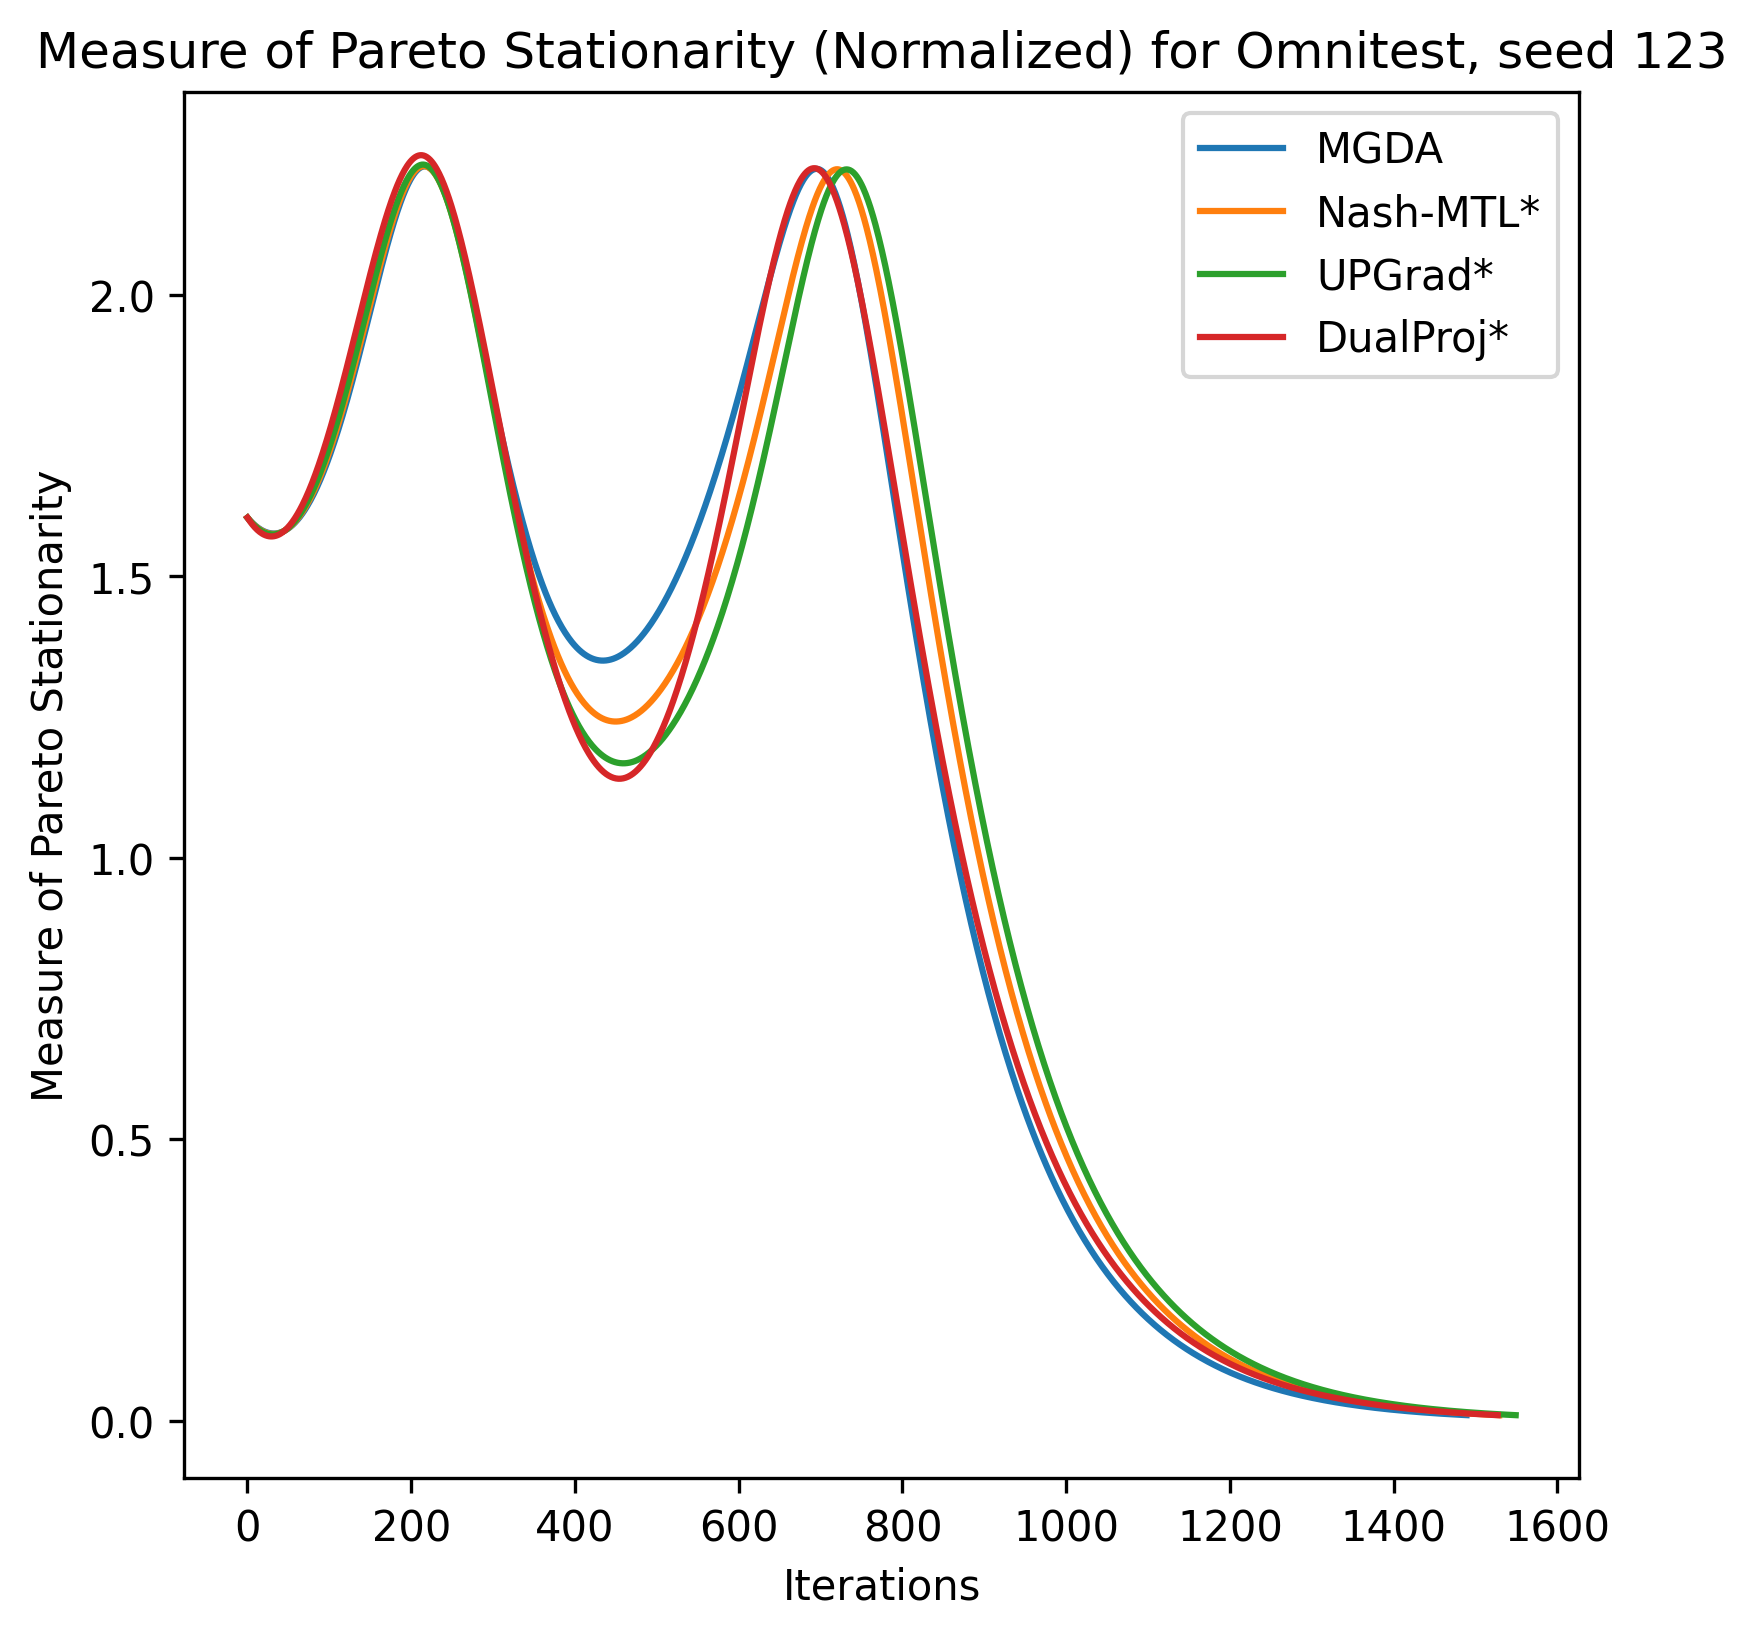 Measure of Pareto Stationarity (Normalized) for Omnitest, seed 123
MGDA
Nash-MTL*
UPGrad*
DualProj*
Measure of Pareto Stationarity
2.0
1.5
1.0
0.5
0.0
0
200
400
600
800
1000
1200
1400
1600
Iterations